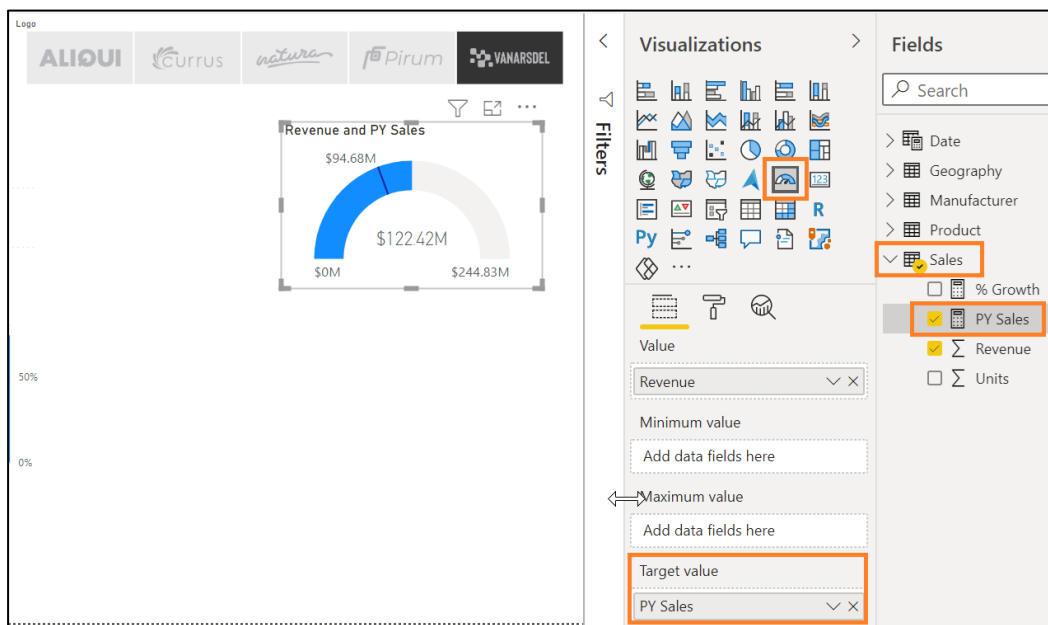 Logo
ALIQUI
Currus
natura
Pirum
VANARSDEL
Revenue and PY Sales
$94.68M
$122.42M
$0M
$244.83M
50%
0%
Filters
Visualizations
123
R
Py
Value
Revenue
Minimum value
Add data fields here
Maximum value
Add data fields here
Target value
PY Sales
Fields
Search
Date
Geography
Manufacturer
Product
Sales
% Growth
PY Sales
Revenue
Units